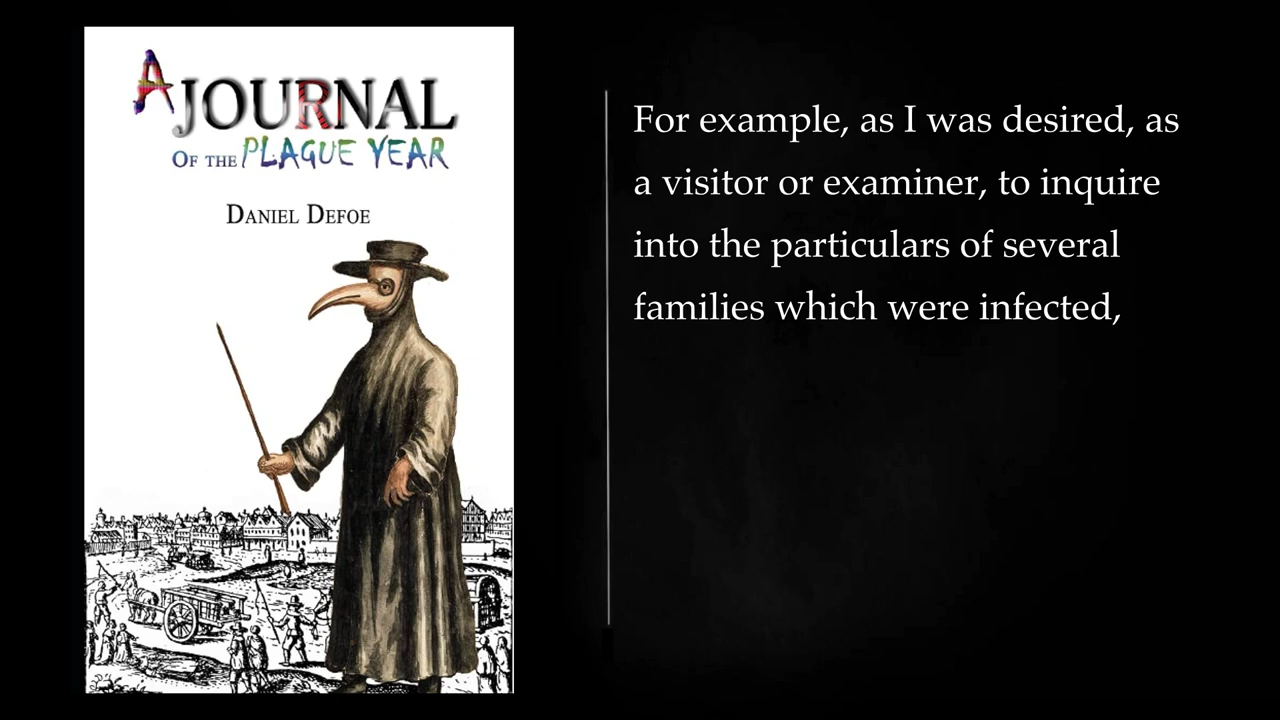 A JOURNAL
OF THE PLAGUE YEAR
DANIEL DEFOE
For example, as I was desired, as
a visitor or examiner, to inquire
into the particulars of several
families which were infected,